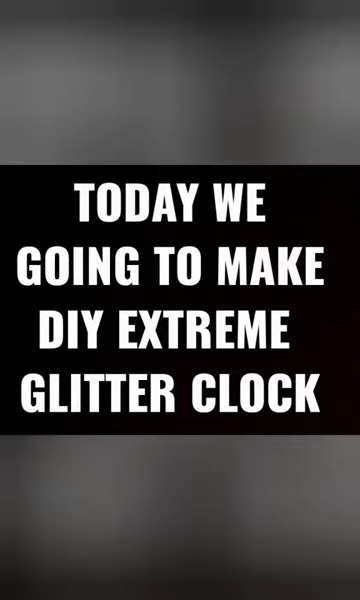 TODAY WE
GOING TO MAKE
DIY EXTREME
GLITTER CLOCK